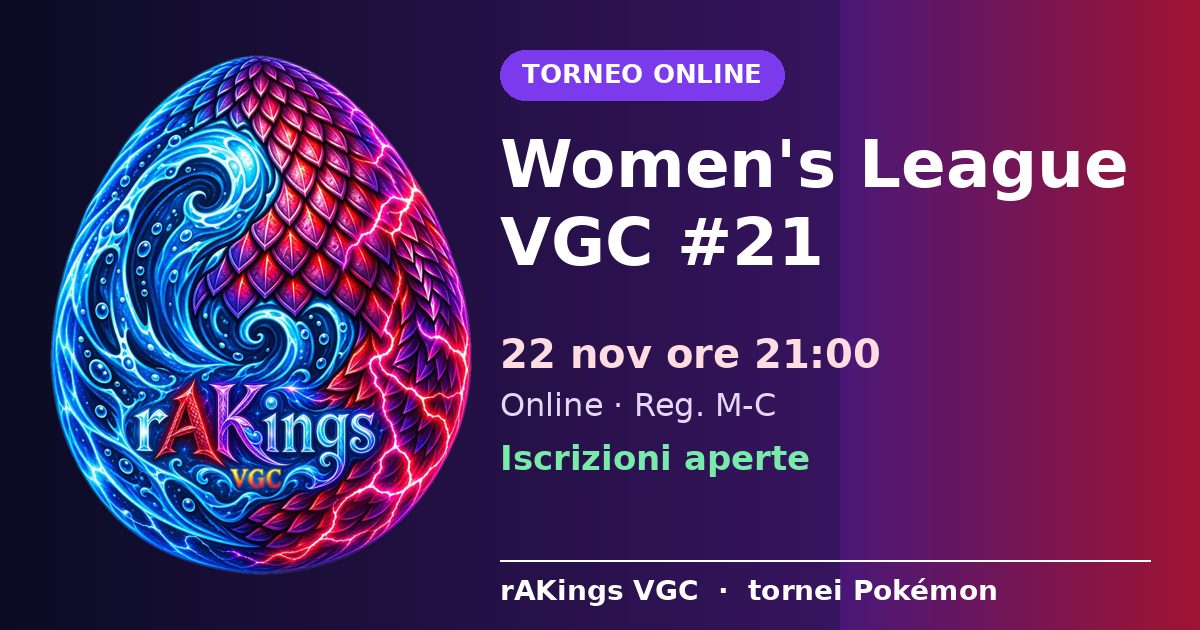 TORNEO ONLINE
Women's League
VGC #21
22 nov ore 21:00
Online · Reg. M-C
Iscrizioni aperte
rAKings
VGC
rAKings VGC · tornei Pokémon